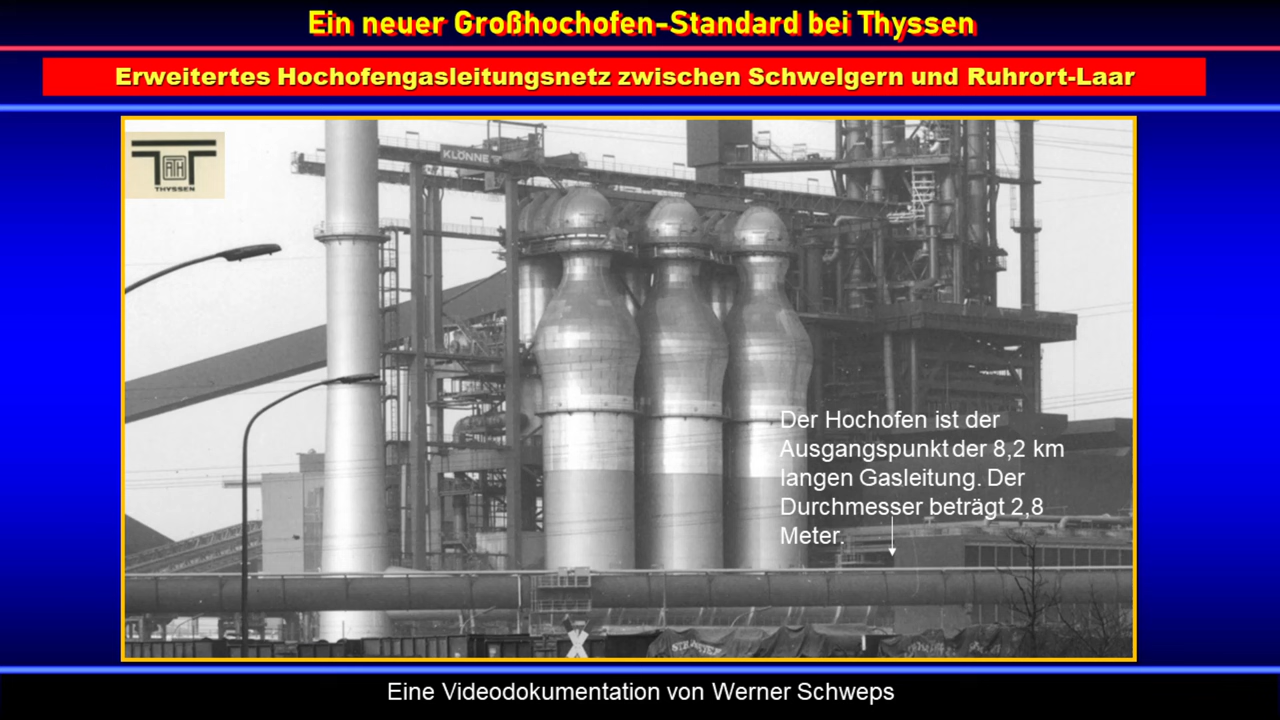 Ein neuer Großhochofen-Standard bei Thyssen
Erweitertes Hochofengasleitungsnetz zwischen Schwelgern und Ruhrort-Laar
KLÖNNE
ATH
THYSSEN
Der Hochofen ist der
Ausgangspunkt der 8,2 km
langen Gasleitung. Der
Durchmesser beträgt 2,8
Meter.
Eine Videodokumentation von Werner Schweps